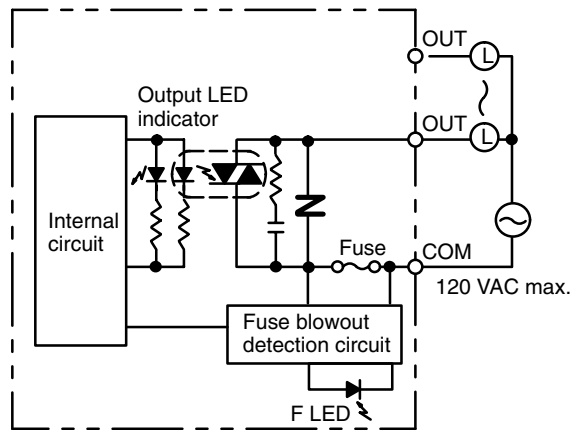 OUT
L
Output LED
indicator
OUT
L
Internal
circuit
Fuse
COM
120 VAC max.
Fuse blowout
detection circuit
F LED